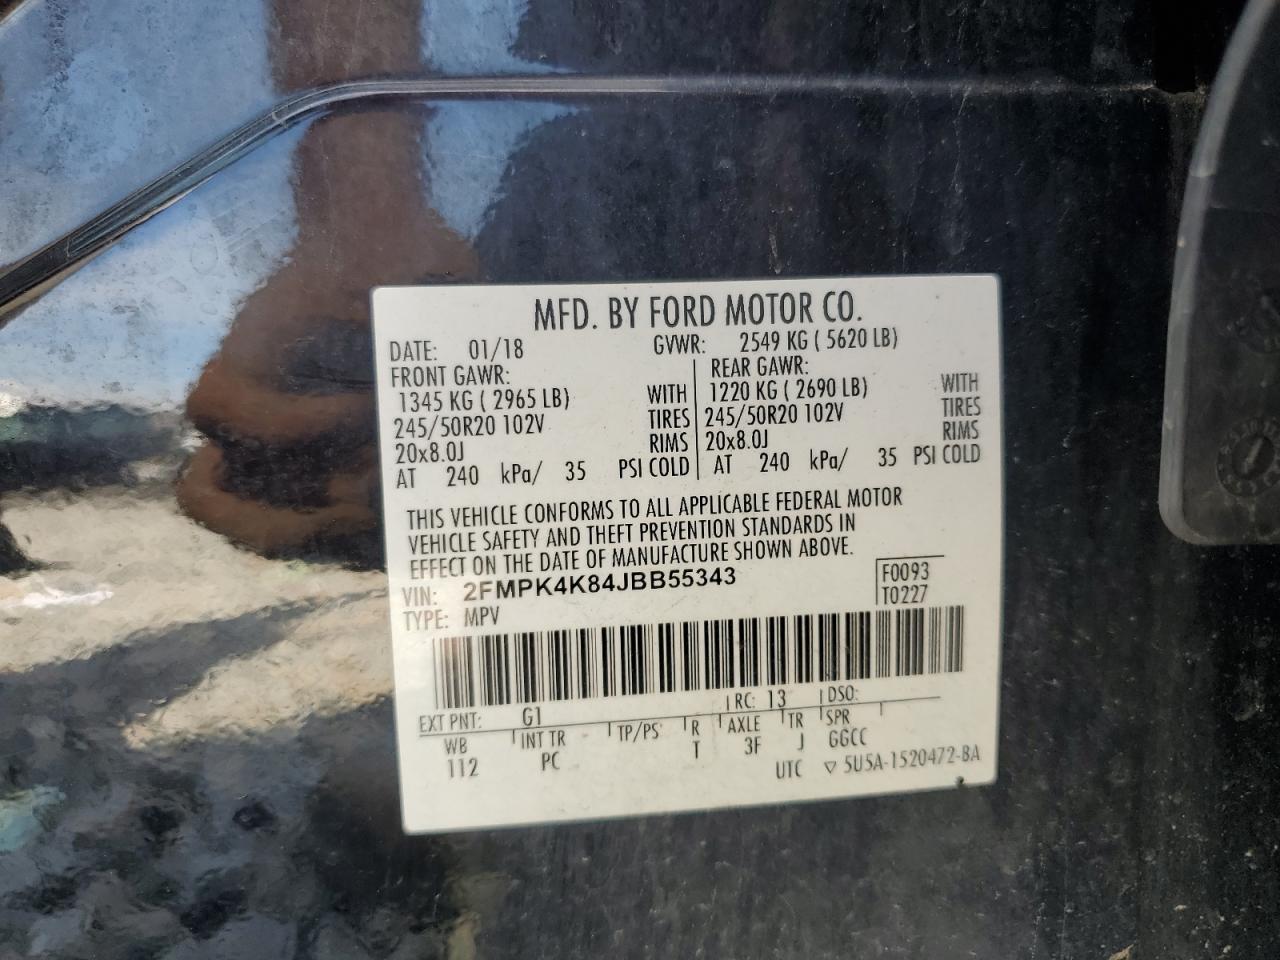 MFD. BY FORD MOTOR CO.
DATE: 01/18 GVWR: 2549 KG ( 5620 LB)
FRONT GAWR: REAR GAWR:
1345 KG ( 2965 LB) WITH 1220 KG ( 2690 LB) WITH
245/50R20 102V TIRES 245/50R20 102V TIRES
20x8.0J RIMS 20x8.0J RIMS
AT 240 kPa/ 35 PSI COLD AT 240 kPa/ 35 PSI COLD
THIS VEHICLE CONFORMS TO ALL APPLICABLE FEDERAL MOTOR
VEHICLE SAFETY AND THEFT PREVENTION STANDARDS IN
EFFECT ON THE DATE OF MANUFACTURE SHOWN ABOVE.
VIN: 2FMPK4K84JBB55343 F0093
TYPE: MPV T0227
EXT PNT: G1 RC: 13 DSO:
WB INT TR TP/PS R AXLE TR SPR
112 PC T 3F J GGCC
UTC ▽ 5U5A-1520472-BA